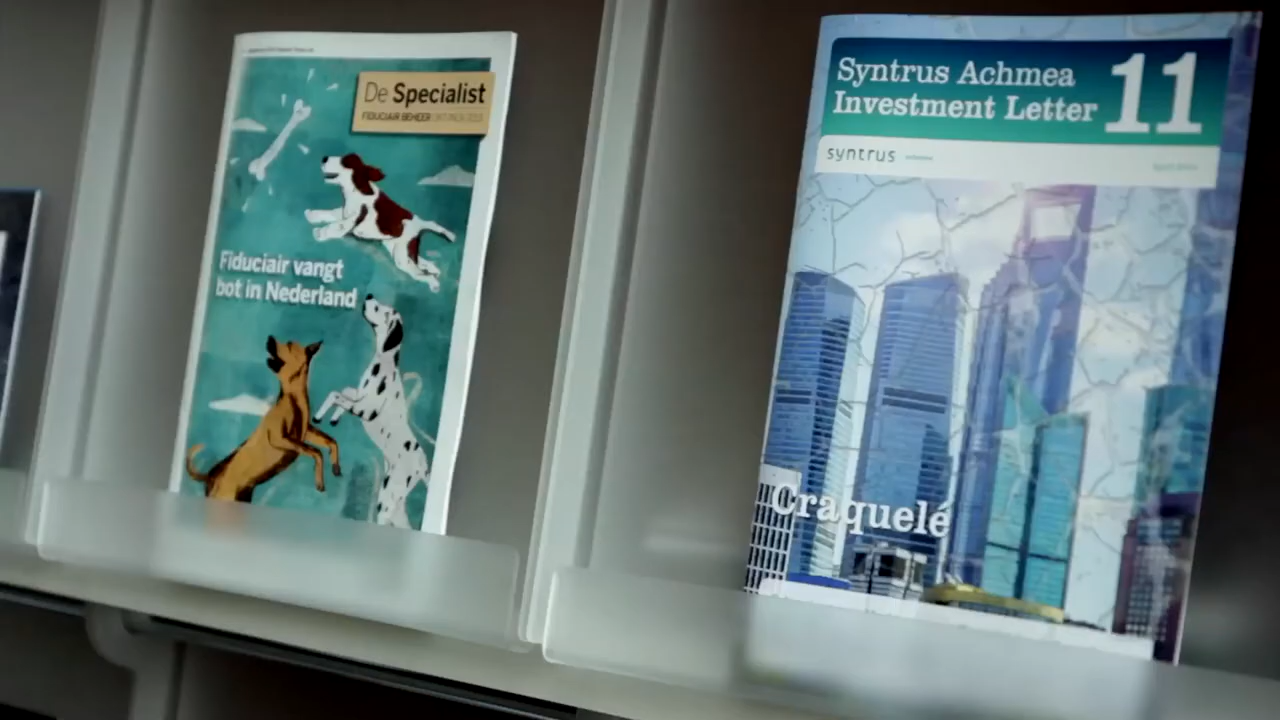 De Specialist
FIDUCIAIR BEHEER
Fiduciair vangt
bot in Nederland
Syntrus Achmea
Investment Letter
11
syntrus
Craquelé